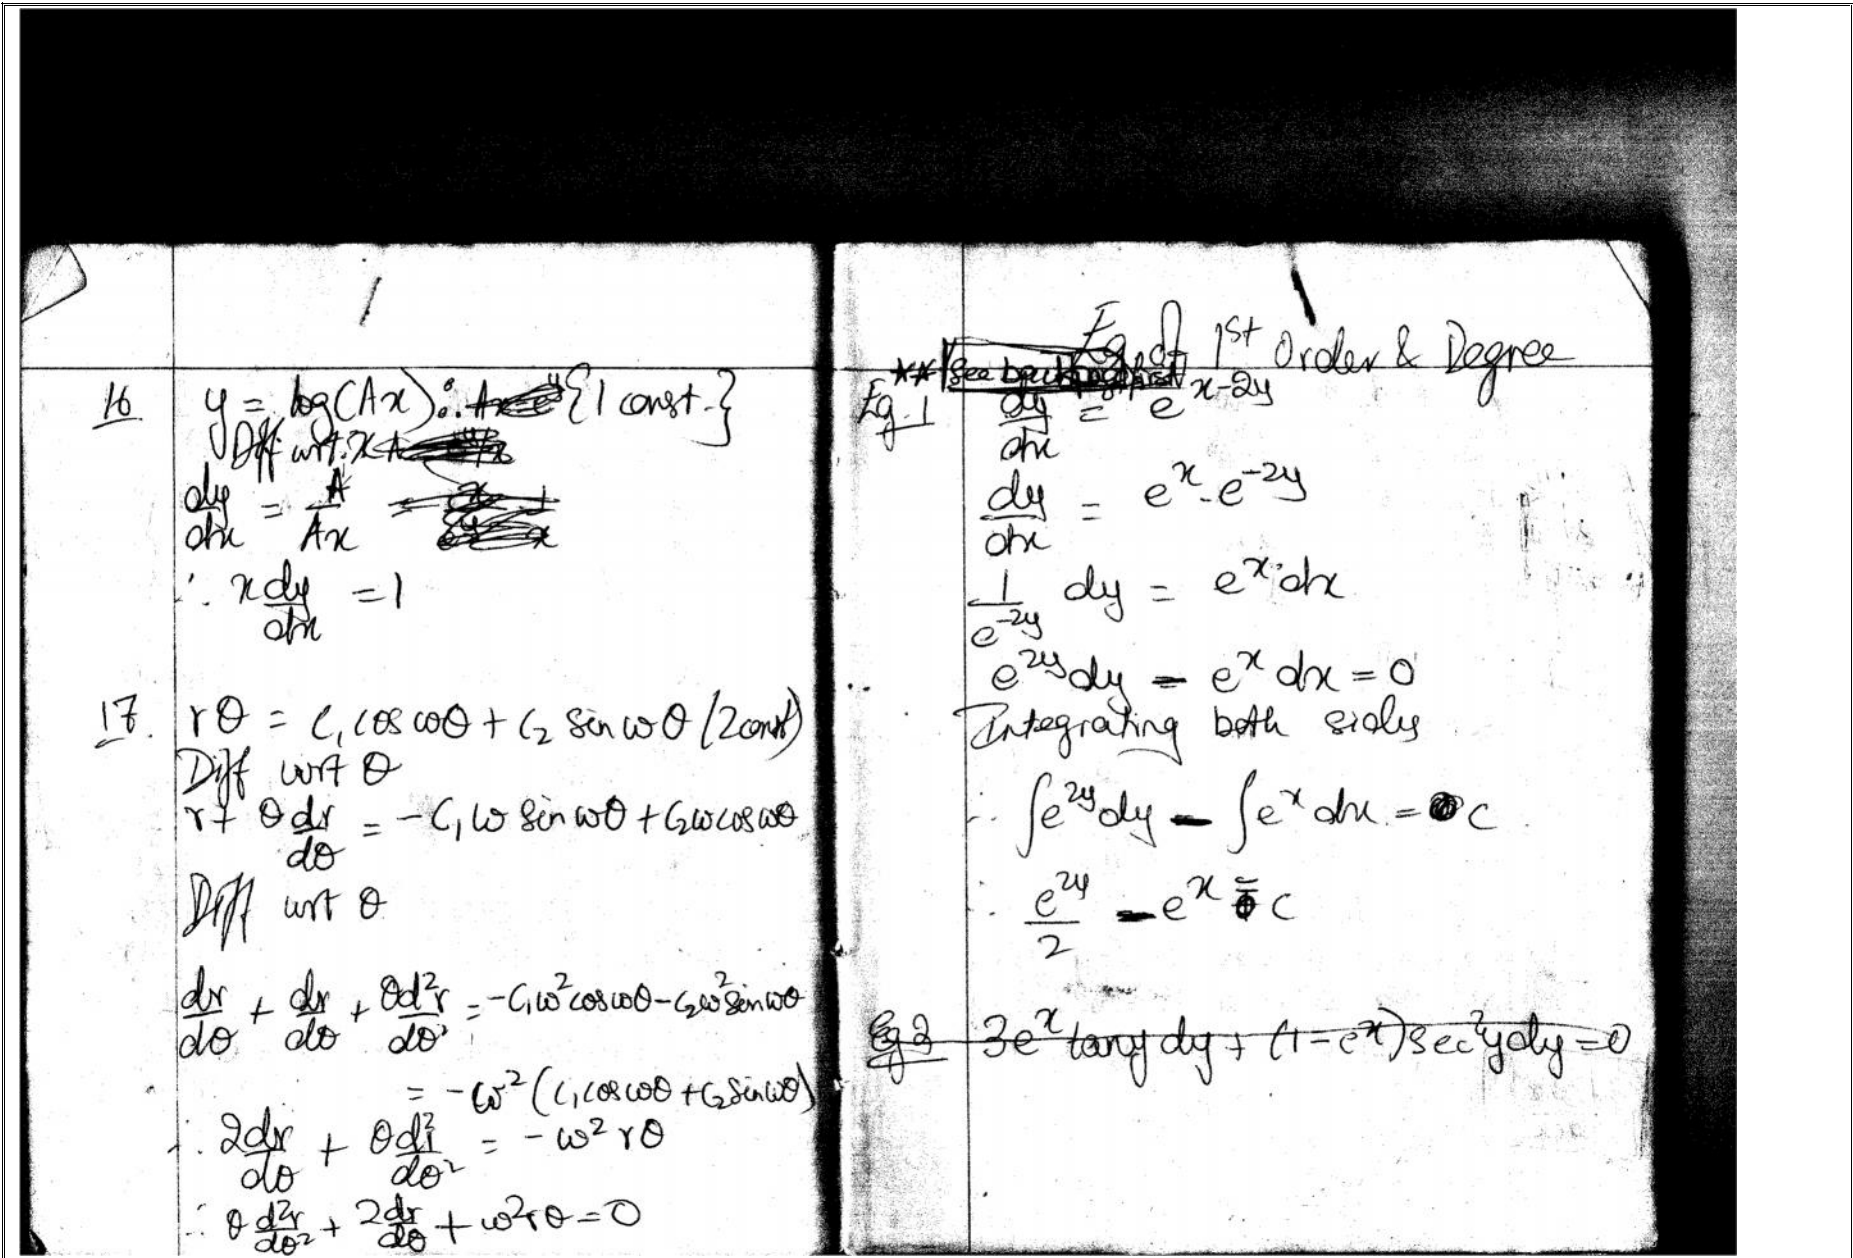 16 y = log(Ax) ∴ {1 const.}
Diff wrt. x
dy/dx = A/Ax
∴ x dy/dx = 1
17. rθ = C₁ cos ωθ + C₂ sin ωθ (2 const)
Diff wrt θ
r + θ dr/dθ = -C₁ ω sin ωθ + C₂ ω cos ωθ
Diff wrt θ
dr/dθ + dr/dθ + θd²r/dθ² = -C₁ω² cos ωθ - C₂ω² sin ωθ
= -ω² (C₁ cos ωθ + C₂ sin ωθ)
∴ 2dr/dθ + θd²r/dθ² = -ω² rθ
∴ θ d²r/dθ² + 2dr/dθ + ω²rθ = 0
Eq of 1st Order & Degree
** See
Eg. 1 dy/dx = e^(x-2y)
dy/dx = e^x . e^(-2y)
1/e^(-2y) dy = e^x . dx
e^(2y) dy - e^x dx = 0
Integrating both sides
∴ ∫e^(2y) dy - ∫e^x dx = c
∴ e^(2y)/2 - e^x = c
Eg 2 3e^x tany dy + (1-e^x) sec²y dy = 0